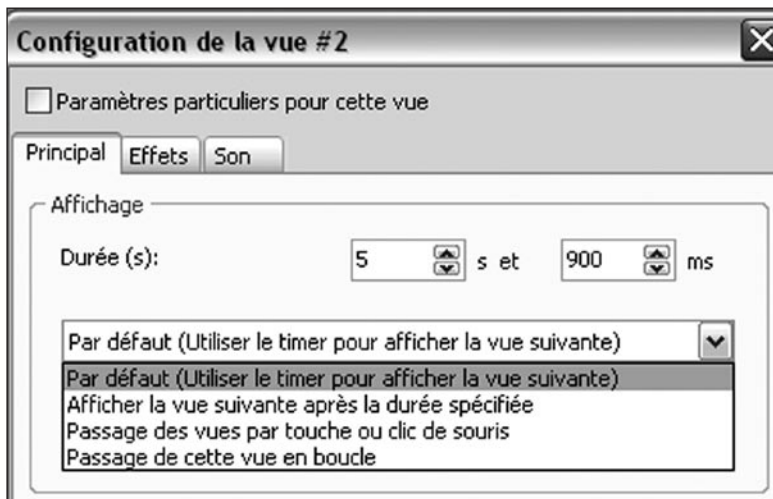 Configuration de la vue #2
Paramètres particuliers pour cette vue
Principal Effets Son
Affichage
Durée (s): 5 s et 900 ms
Par défaut (Utiliser le timer pour afficher la vue suivante)
Par défaut (Utiliser le timer pour afficher la vue suivante)
Afficher la vue suivante après la durée spécifiée
Passage des vues par touche ou clic de souris
Passage de cette vue en boucle